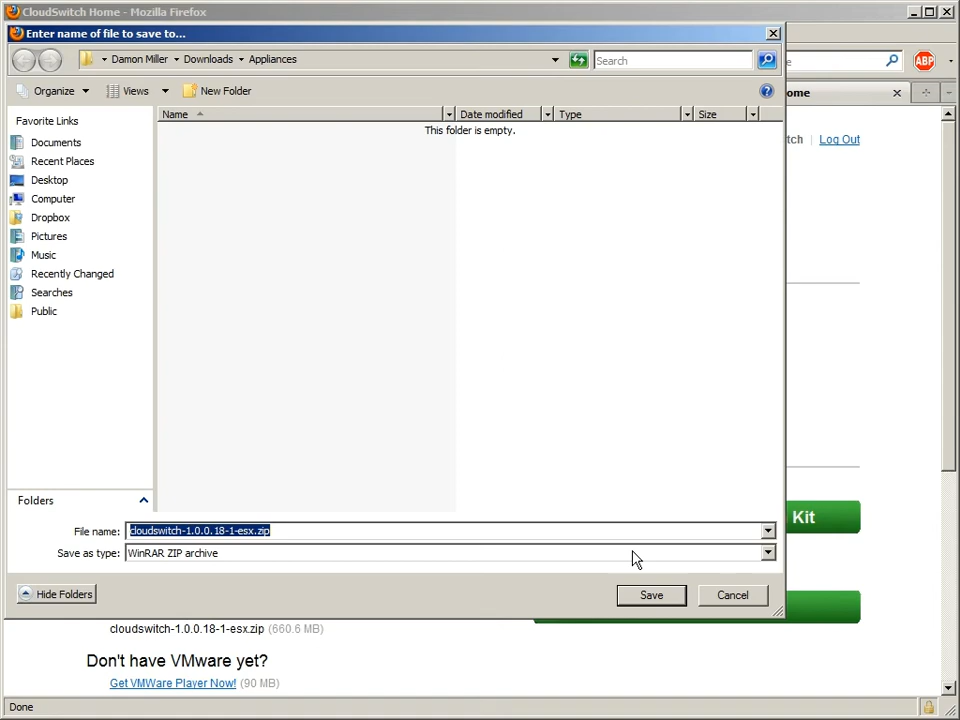 CloudSwitch Home - Mozilla Firefox
Enter name of file to save to...
Damon Miller Downloads Appliances
Search
ABP
Organize Views New Folder
ome
Favorite Links
Name Date modified Type Size
This folder is empty.
tch | Log Out
Documents
Recent Places
Desktop
Computer
Dropbox
Pictures
Music
Recently Changed
Searches
Public
Folders
Kit
File name: cloudswitch-1.0.0.18-1-esx.zip
Save as type: WinRAR ZIP archive
Hide Folders Save Cancel
cloudswitch-1.0.0.18-1-esx.zip (660.6 MB)
Don't have VMware yet?
Get VMWare Player Now! (90 MB)
Done